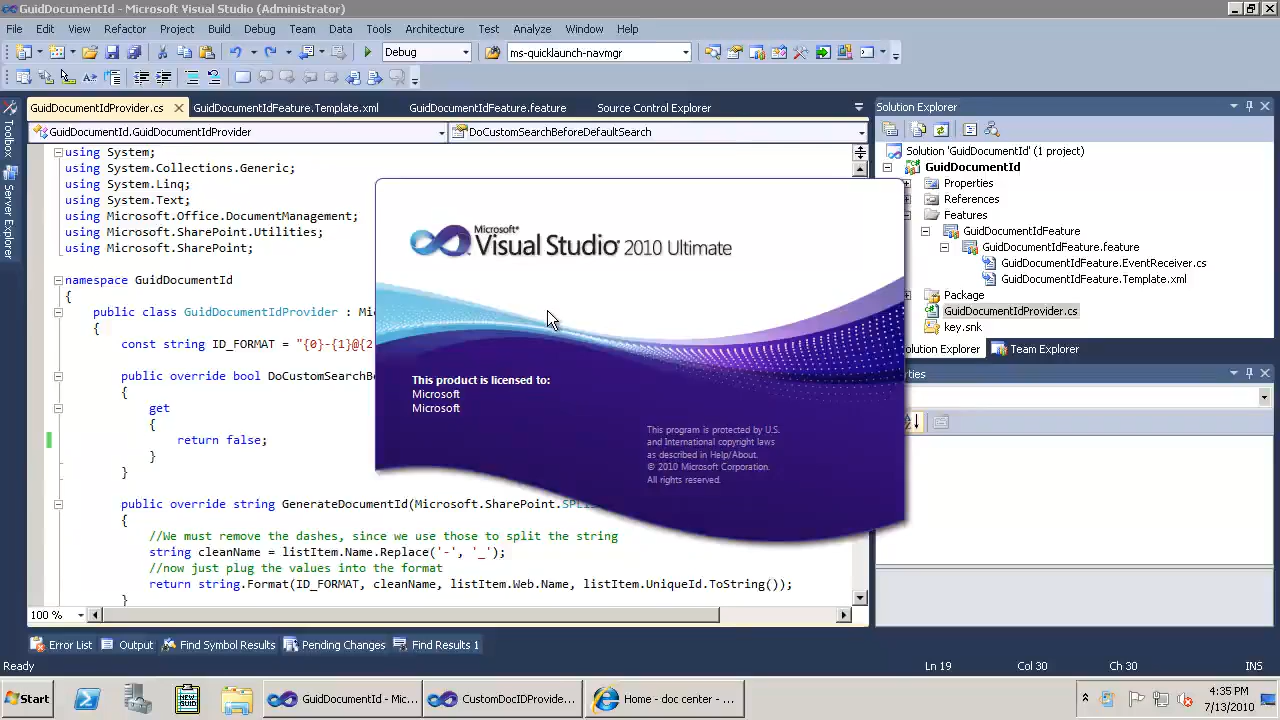 GuidDocumentId - Microsoft Visual Studio (Administrator)
File Edit View Refactor Project Build Debug Team Data Tools Architecture Test Analyze Window Help
Debug ms-quicklaunch-navmgr
GuidDocumentIdProvider.cs GuidDocumentIdFeature.Template.xml GuidDocumentIdFeature.feature Source Control Explorer
GuidDocumentId.GuidDocumentIdProvider DoCustomSearchBeforeDefaultSearch
using System;
using System.Collections.Generic;
using System.Linq;
using System.Text;
using Microsoft.Office.DocumentManagement;
using Microsoft.SharePoint.Utilities;
using Microsoft.SharePoint;
namespace GuidDocumentId
{
public class GuidDocumentIdProvider :
{
const string ID_FORMAT = "{0}-{1}@{2
public override bool DoCustomSearchBe
{
get
{
return false;
}
}
public override string GenerateDocumentId(Microsoft.SharePoint.SPLi
{
//We must remove the dashes, since we use those to split the string
string cleanName = listItem.Name.Replace('-', '_');
//now just plug the values into the format
return string.Format(ID_FORMAT, cleanName, listItem.Web.Name, listItem.UniqueId.ToString());
}
100 %
Toolbox
Server Explorer
Microsoft®
Visual Studio® 2010 Ultimate
This product is licensed to:
Microsoft
Microsoft
This program is protected by U.S.
and International copyright laws
as described in Help/About.
© 2010 Microsoft Corporation.
All rights reserved.
Solution Explorer
Solution 'GuidDocumentId' (1 project)
GuidDocumentId
Properties
References
Features
GuidDocumentIdFeature
GuidDocumentIdFeature.feature
GuidDocumentIdFeature.EventReceiver.cs
GuidDocumentIdFeature.Template.xml
Package
GuidDocumentIdProvider.cs
key.snk
olution Explorer Team Explorer
erties
Error List Output Find Symbol Results Pending Changes Find Results 1
Ready Ln 19 Col 30 Ch 30 INS
Start GuidDocumentId - Mic... CustomDocIDProvide... Home - doc center - ... 4:35 PM
7/13/2010